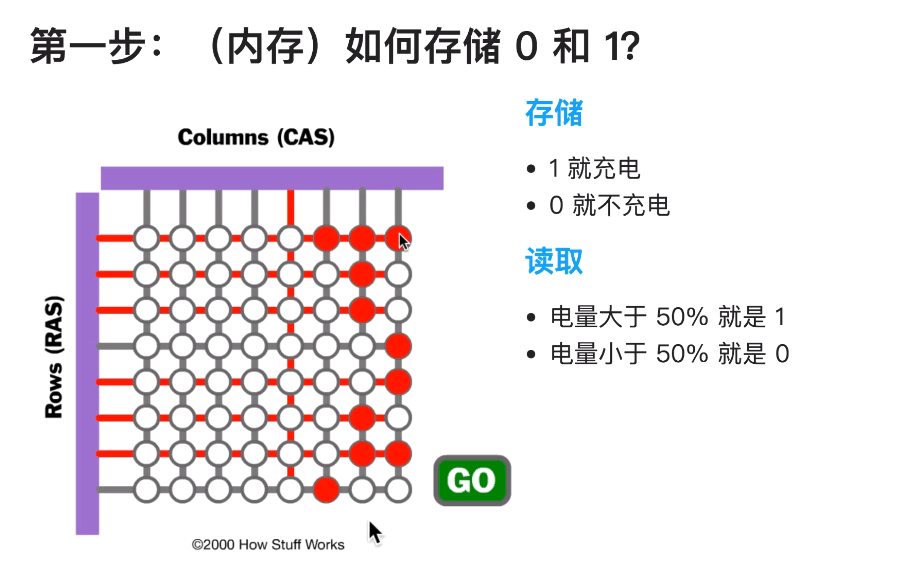 第一步：（内存）如何存储 0 和 1?
Columns (CAS)
Rows (RAS)
GO
©2000 How Stuff Works
存储
• 1 就充电
• 0 就不充电
读取
• 电量大于 50% 就是 1
• 电量小于 50% 就是 0